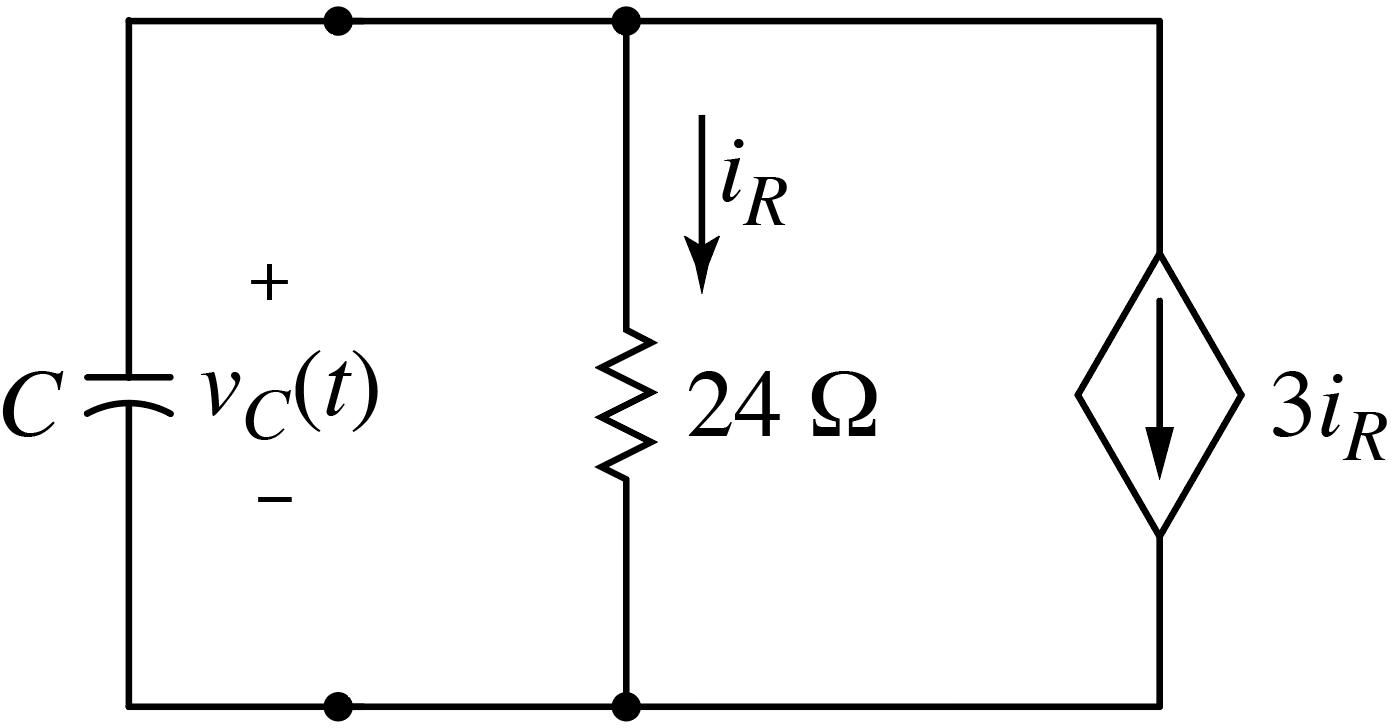 i_R
+
C
v_C(t)
24 Ω
3i_R
−